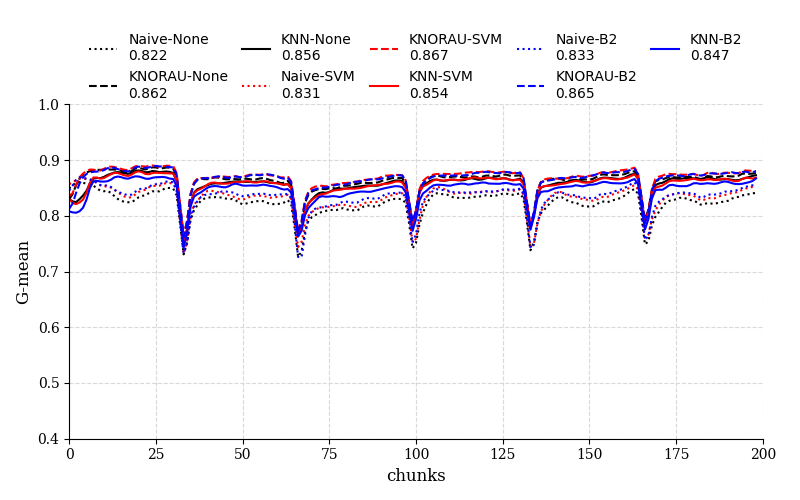 Naive-None KNN-None KNORAU-SVM Naive-B2 KNN-B2
0.822 0.856 0.867 0.833 0.847
KNORAU-None Naive-SVM KNN-SVM KNORAU-B2
0.862 0.831 0.854 0.865
1.0
0.9
0.8
0.7
0.6
0.5
0.4
G-mean
0 25 50 75 100 125 150 175 200
chunks